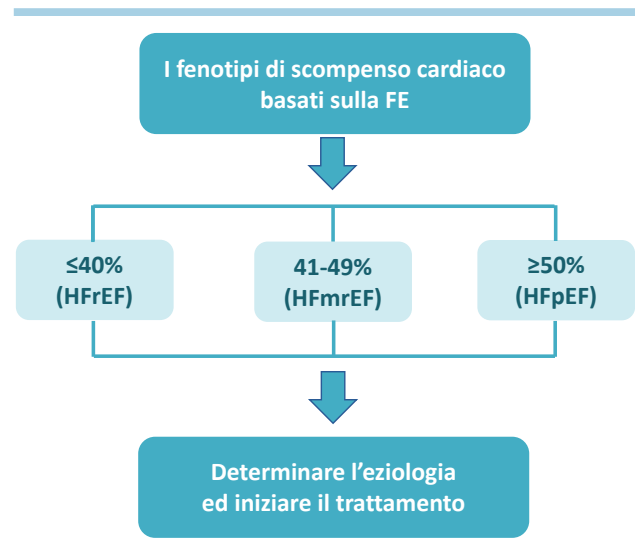 I fenotipi di scompenso cardiaco
basati sulla FE
≤40%
(HFrEF)
41-49%
(HFmrEF)
≥50%
(HFpEF)
Determinare l’eziologia
ed iniziare il trattamento